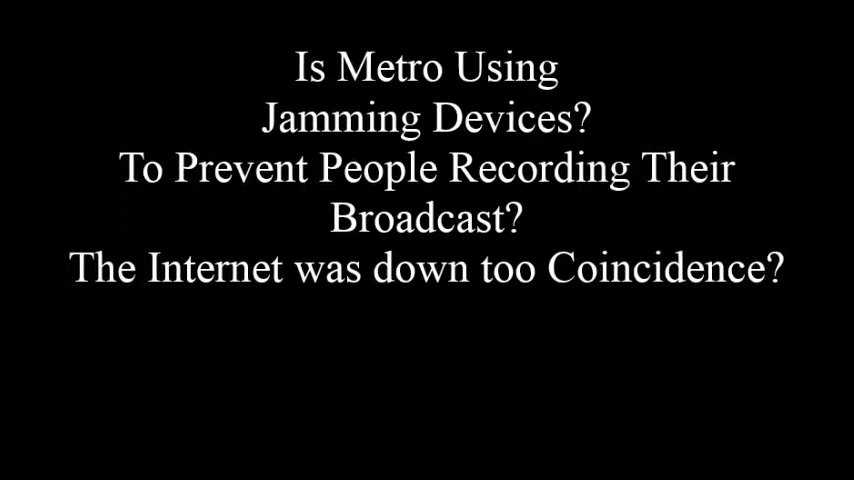 Is Metro Using
Jamming Devices?
To Prevent People Recording Their
Broadcast?
The Internet was down too Coincidence?